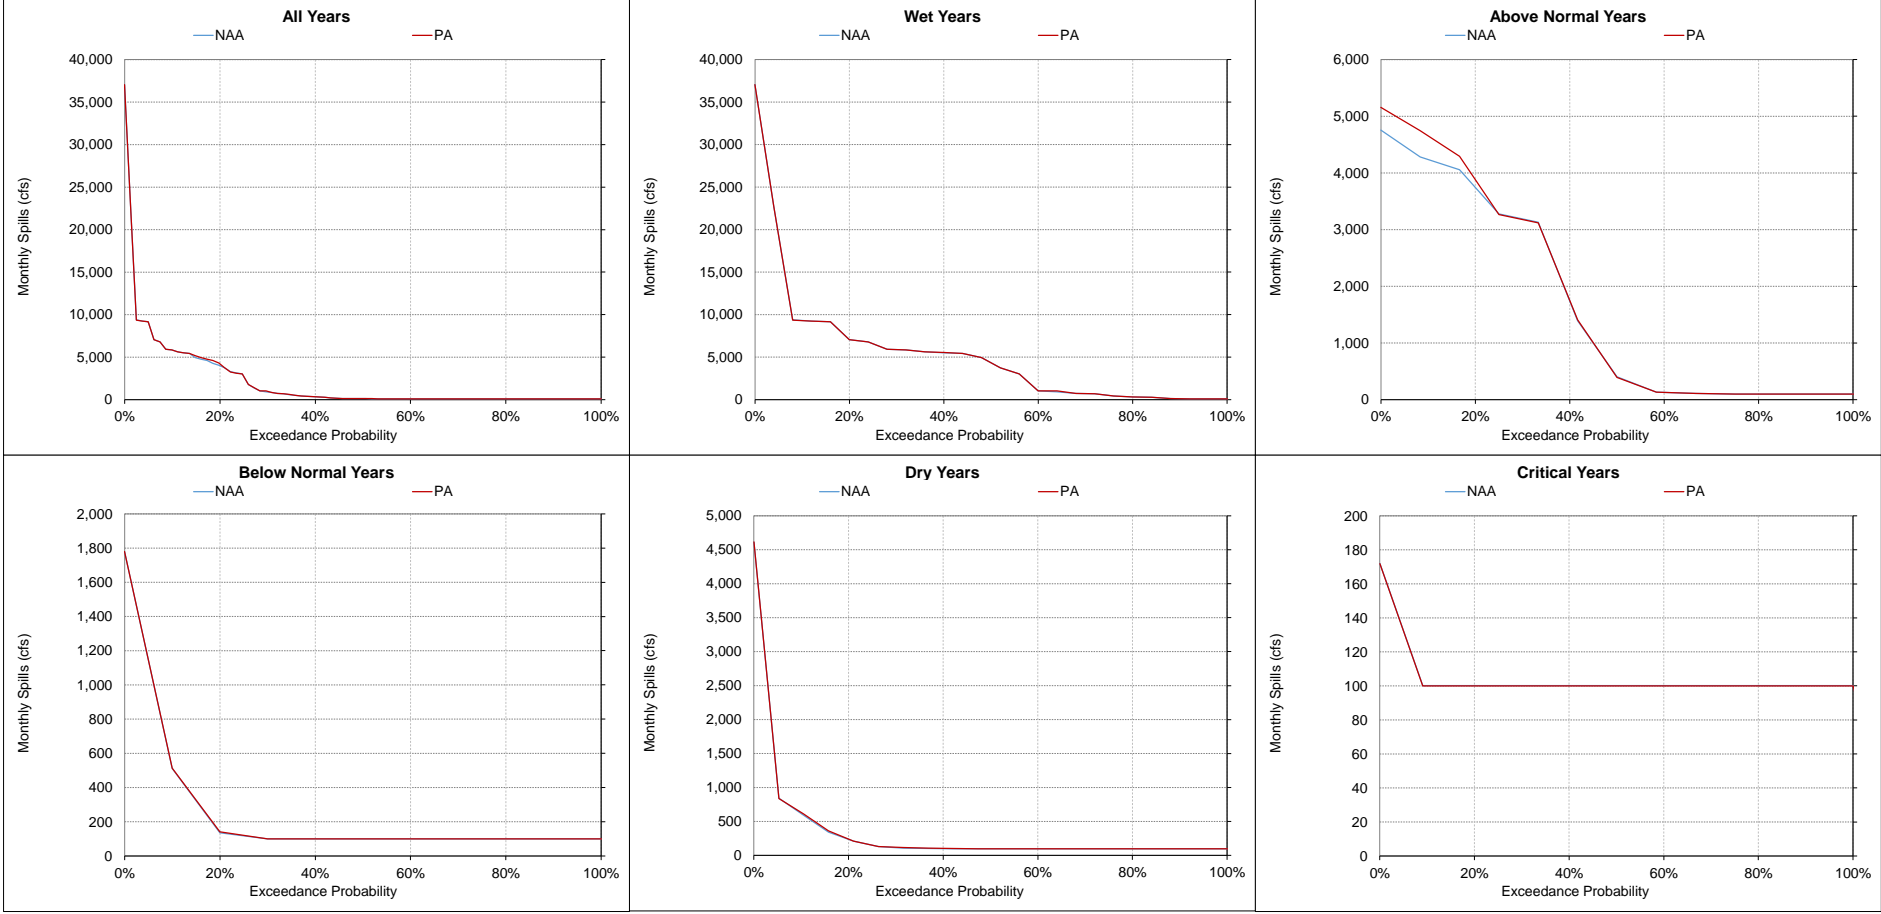 All Years
NAA PA
40,000
35,000
30,000
25,000
20,000
15,000
10,000
5,000
0
Monthly Spills (cfs)
0% 20% 40% 60% 80% 100%
Exceedance Probability
Wet Years
NAA PA
40,000
35,000
30,000
25,000
20,000
15,000
10,000
5,000
0
Monthly Spills (cfs)
0% 20% 40% 60% 80% 100%
Exceedance Probability
Above Normal Years
NAA PA
6,000
5,000
4,000
3,000
2,000
1,000
0
Monthly Spills (cfs)
0% 20% 40% 60% 80% 100%
Exceedance Probability
Below Normal Years
NAA PA
2,000
1,800
1,600
1,400
1,200
1,000
800
600
400
200
0
Monthly Spills (cfs)
0% 20% 40% 60% 80% 100%
Exceedance Probability
Dry Years
NAA PA
5,000
4,500
4,000
3,500
3,000
2,500
2,000
1,500
1,000
500
0
Monthly Spills (cfs)
0% 20% 40% 60% 80% 100%
Exceedance Probability
Critical Years
NAA PA
200
180
160
140
120
100
80
60
40
20
0
Monthly Spills (cfs)
0% 20% 40% 60% 80% 100%
Exceedance Probability